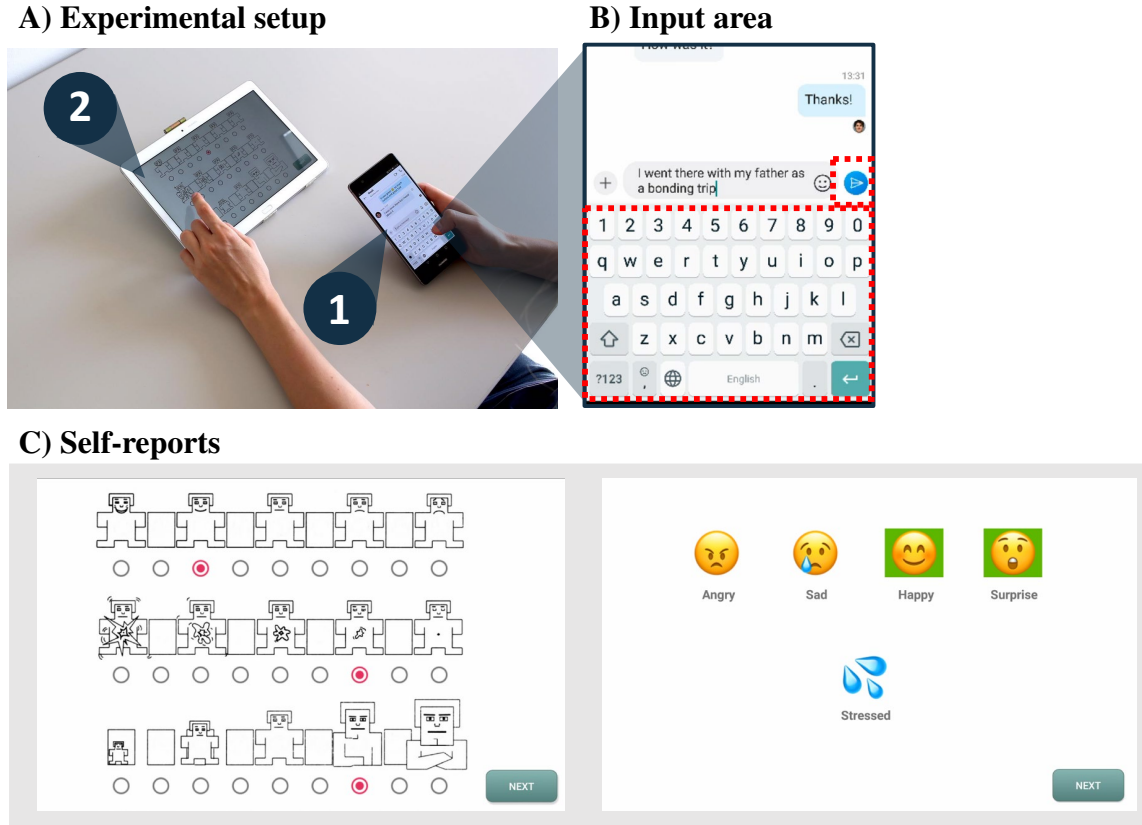 A) Experimental setup
B) Input area
2
1
How was it?
13:31
Thanks!
I went there with my father as
a bonding trip
1 2 3 4 5 6 7 8 9 0
q w e r t y u i o p
a s d f g h j k l
z x c v b n m
?123 , English .
C) Self-reports
NEXT
Angry Sad Happy Surprise
Stressed
NEXT